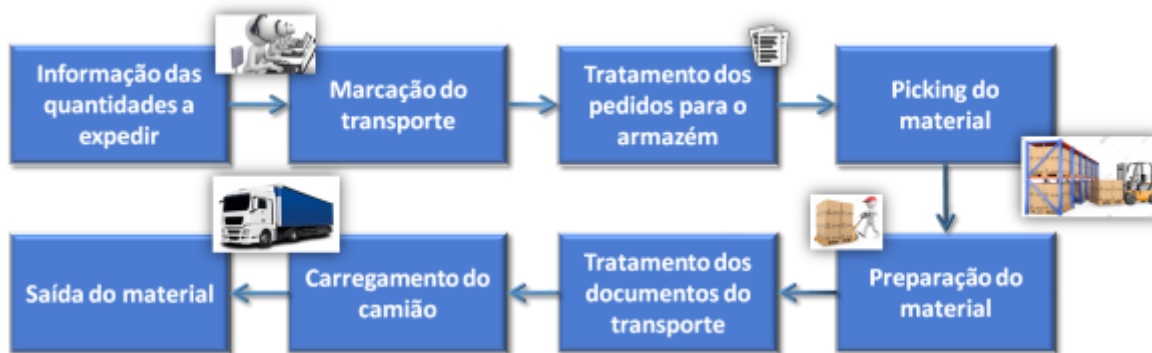 Informação das
quantidades a
expedir
Marcação do
transporte
Tratamento dos
pedidos para o
armazém
Picking do
material
Preparação do
material
Tratamento dos
documentos do
transporte
Carregamento do
camião
Saída do material